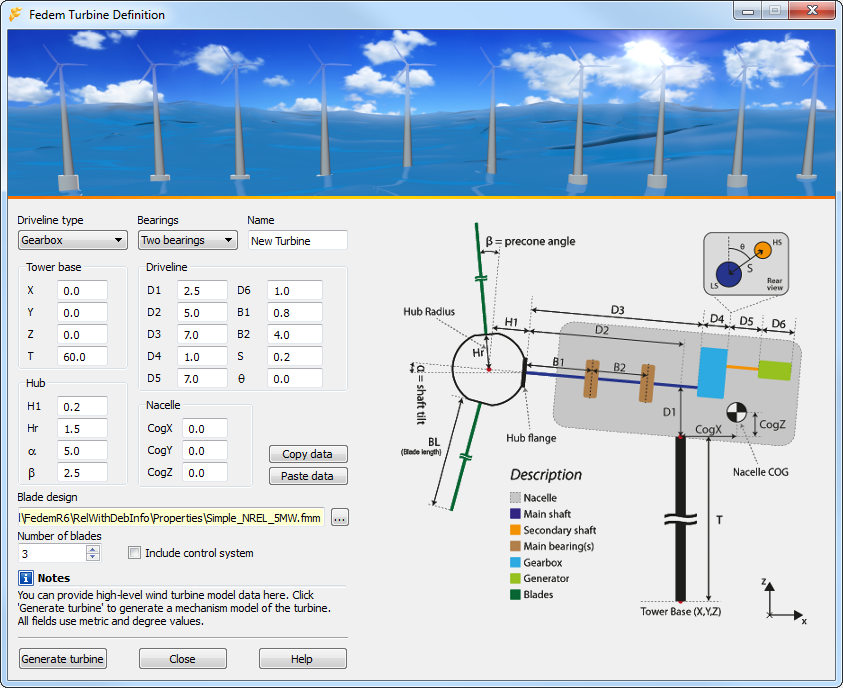 Fedem Turbine Definition
Driveline type
Bearings
Name
Gearbox
Two bearings
New Turbine
Tower base
X 0.0
Y 0.0
Z 0.0
T 60.0
Driveline
D1 2.5 D6 1.0
D2 5.0 B1 0.8
D3 7.0 B2 4.0
D4 1.0 S 0.2
D5 7.0 θ 0.0
Hub
H1 0.2
Hr 1.5
α 5.0
β 2.5
Nacelle
CogX 0.0
CogY 0.0
CogZ 0.0
Copy data
Paste data
Blade design
l\FedemR6\RelWithDebInfo\Properties\Simple_NREL_5MW.fmm
...
Number of blades
3
Include control system
i Notes
You can provide high-level wind turbine model data here. Click
'Generate turbine' to generate a mechanism model of the turbine.
All fields use metric and degree values.
Generate turbine
Close
Help
β = precone angle
θ
HS
S
LS
Rear
view
Hub Radius
H1
D3
D4
D5
D6
D2
Hr
B1
B2
α = shaft tilt
D1
CogX
CogZ
BL
(Blade length)
Hub flange
Nacelle COG
T
Description
Nacelle
Main shaft
Secondary shaft
Main bearing(s)
Gearbox
Generator
Blades
Tower Base (X,Y,Z)
z
x